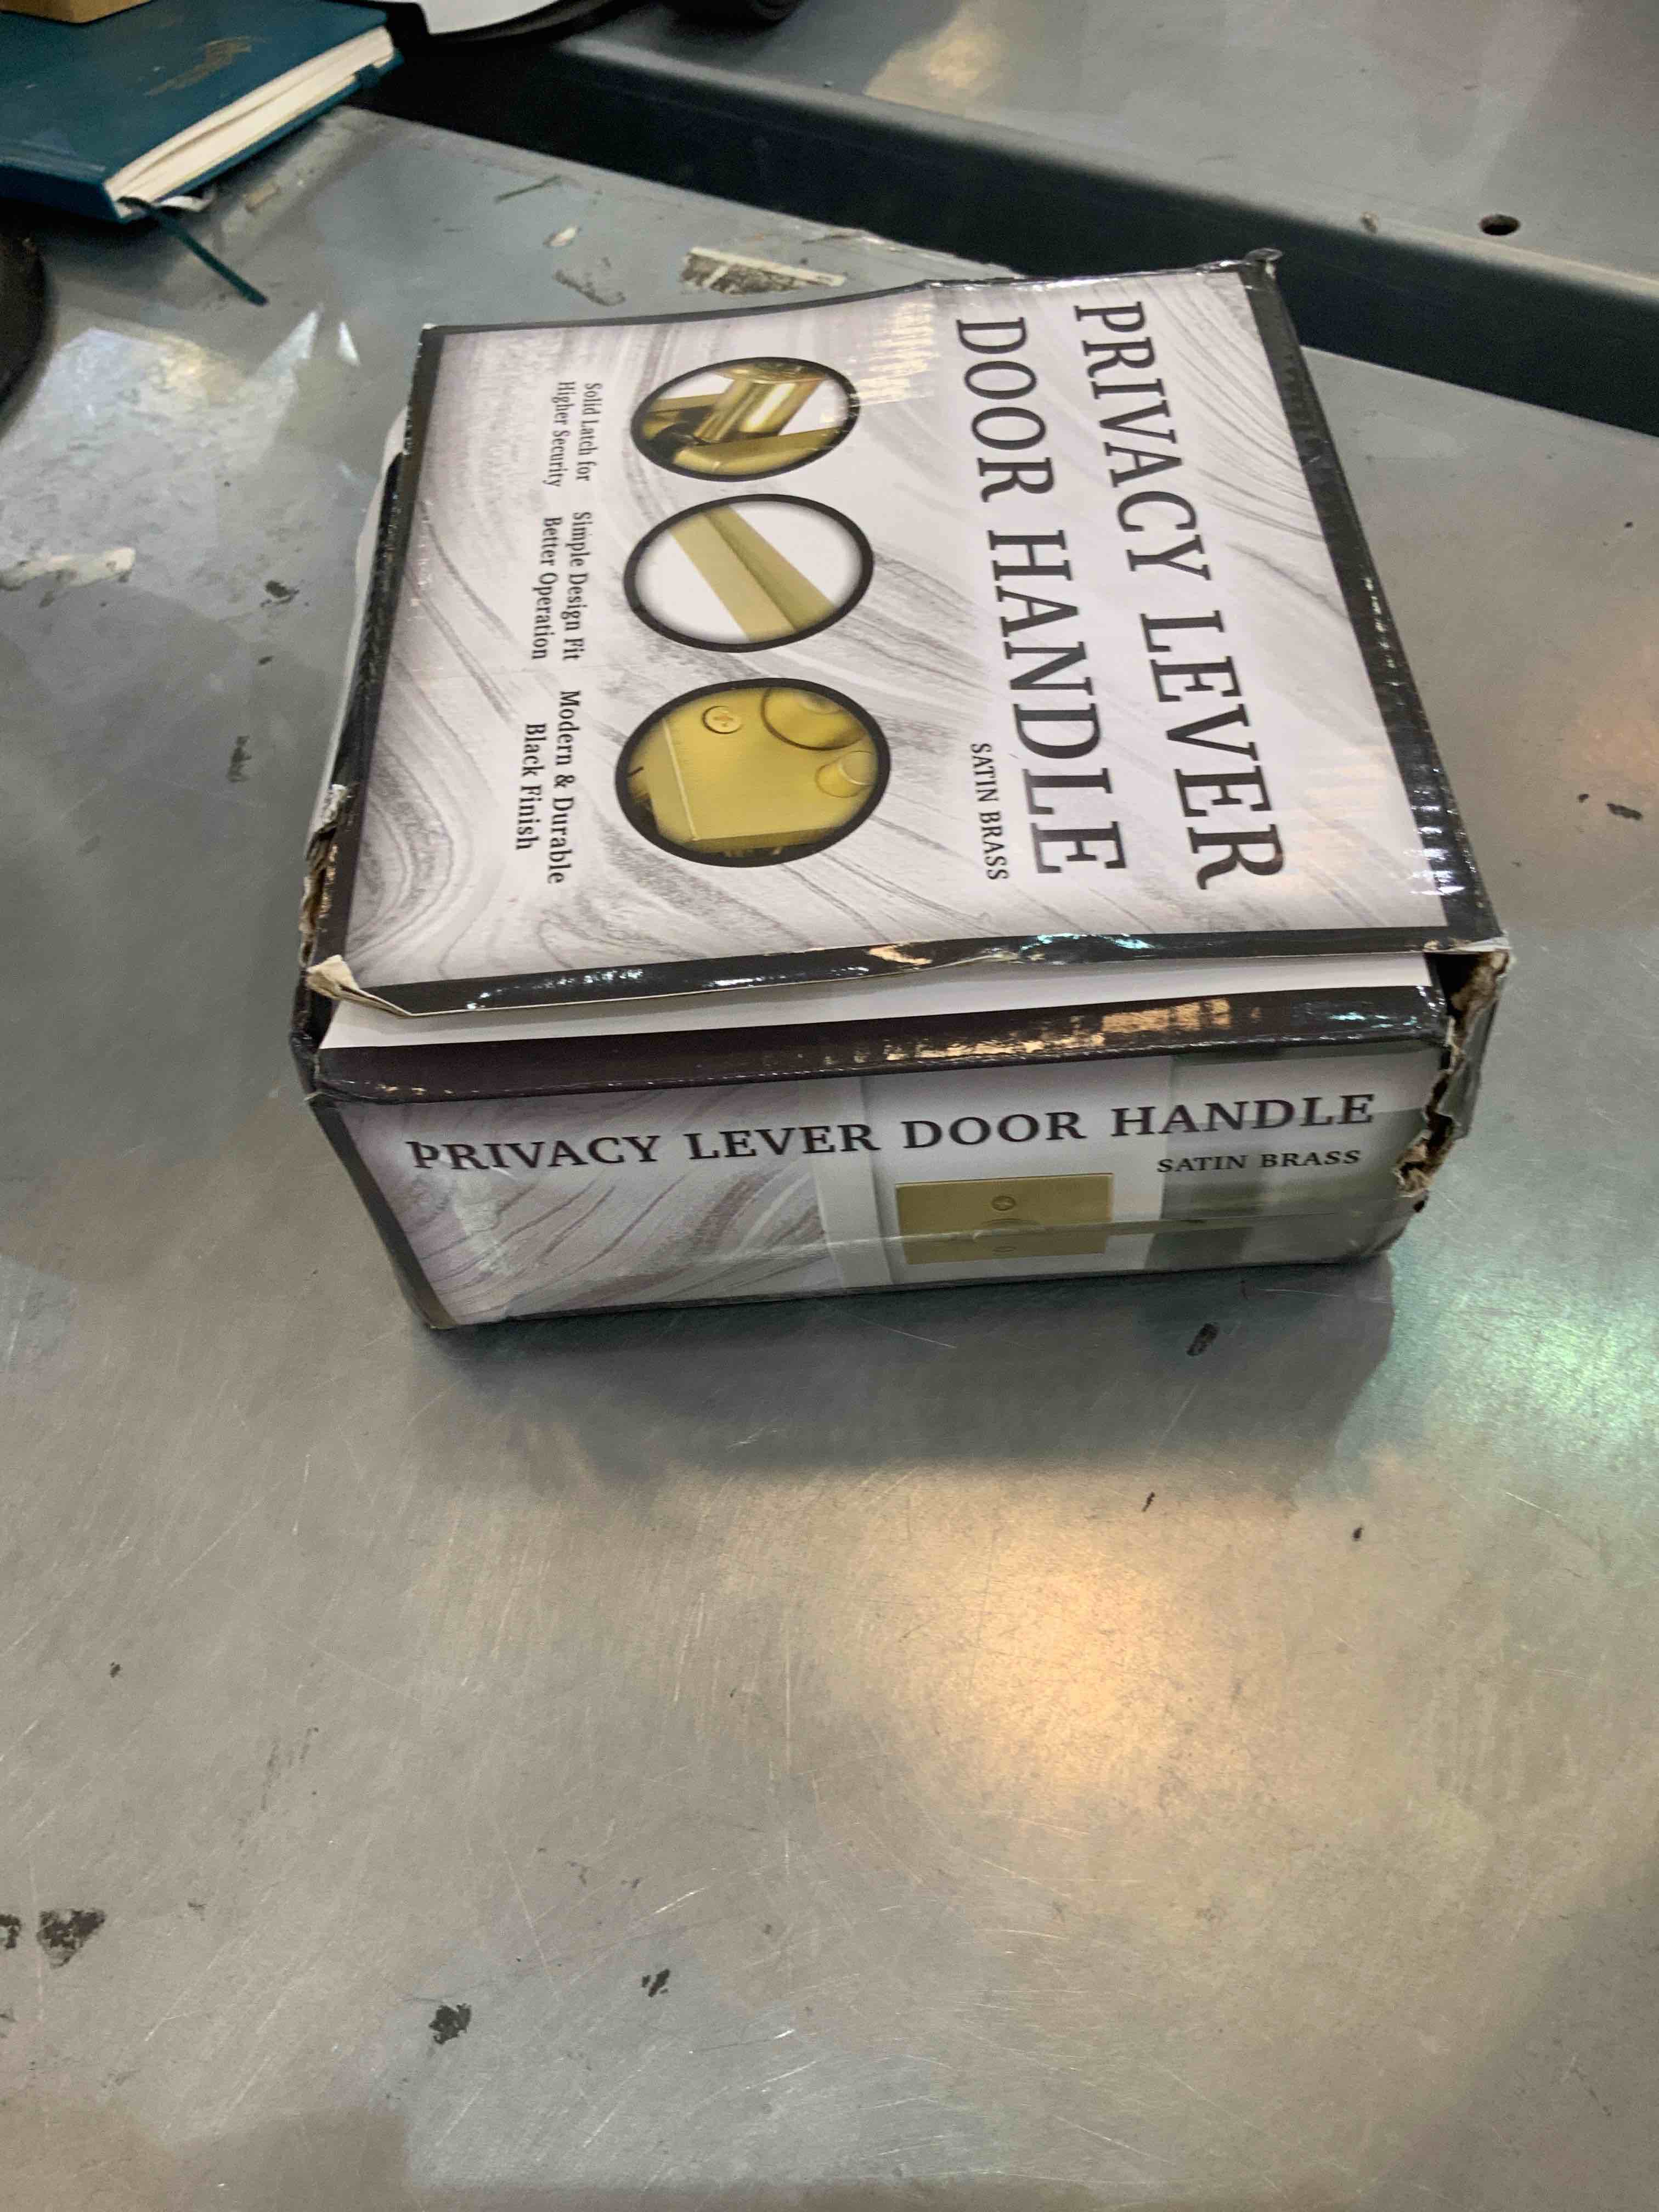 PRIVACY LEVER
DOOR HANDLE
SATIN BRASS
Solid Latch for
Higher Security
Simple Design Fit
Better Operation
Modern & Durable
Black Finish
PRIVACY LEVER DOOR HANDLE
SATIN BRASS